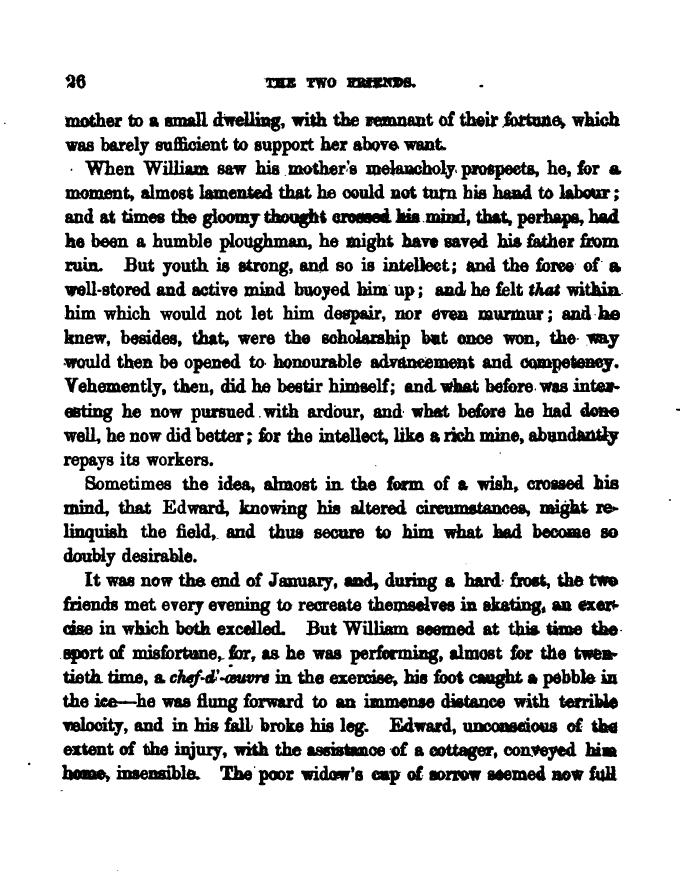 26 THE TWO FRIENDS.
mother to a small dwelling, with the remnant of their fortune, which
was barely sufficient to support her above want.
When William saw his mother's melancholy prospects, he, for a
moment, almost lamented that he could not turn his hand to labour;
and at times the gloomy thought crossed his mind, that, perhaps, had
he been a humble ploughman, he might have saved his father from
ruin. But youth is strong, and so is intellect; and the force of a
well-stored and active mind buoyed him up; and he felt that within
him which would not let him despair, nor even murmur; and he
knew, besides, that, were the scholarship but once won, the way
would then be opened to honourable advancement and competency.
Vehemently, then, did he bestir himself; and what before was inter-
esting he now pursued with ardour, and what before he had done
well, he now did better; for the intellect, like a rich mine, abundantly
repays its workers.
Sometimes the idea, almost in the form of a wish, crossed his
mind, that Edward, knowing his altered circumstances, might re-
linquish the field, and thus secure to him what had become so
doubly desirable.
It was now the end of January, and, during a hard frost, the two
friends met every evening to recreate themselves in skating, an exer-
cise in which both excelled. But William seemed at this time the
sport of misfortune, for, as he was performing, almost for the twen-
tieth time, a chef-d'-œuvre in the exercise, his foot caught a pebble in
the ice—he was flung forward to an immense distance with terrible
velocity, and in his fall broke his leg. Edward, unconscious of the
extent of the injury, with the assistance of a cottager, conveyed him
home, insensible. The poor widow's cup of sorrow seemed now full